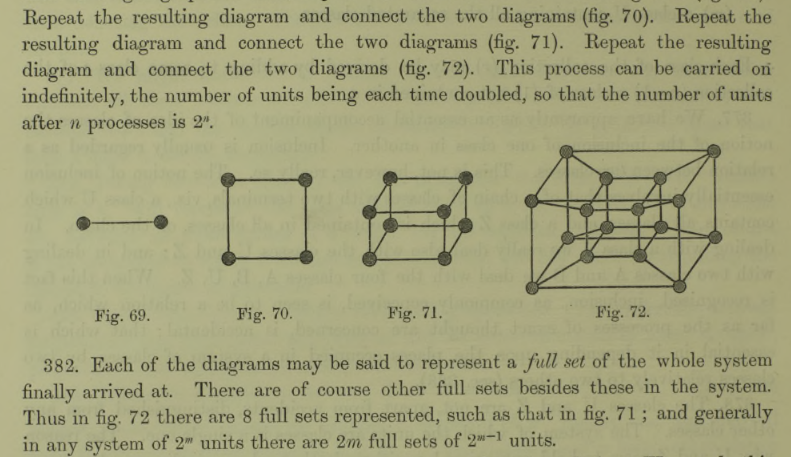 Repeat the resulting diagram and connect the two diagrams (fig. 70). Repeat the
resulting diagram and connect the two diagrams (fig. 71). Repeat the resulting
diagram and connect the two diagrams (fig. 72). This process can be carried on
indefinitely, the number of units being each time doubled, so that the number of units
after n processes is 2ⁿ.
Fig. 69. Fig. 70. Fig. 71. Fig. 72.
382. Each of the diagrams may be said to represent a full set of the whole system
finally arrived at. There are of course other full sets besides these in the system.
Thus in fig. 72 there are 8 full sets represented, such as that in fig. 71 ; and generally
in any system of 2ᵐ units there are 2m full sets of 2ᵐ⁻¹ units.